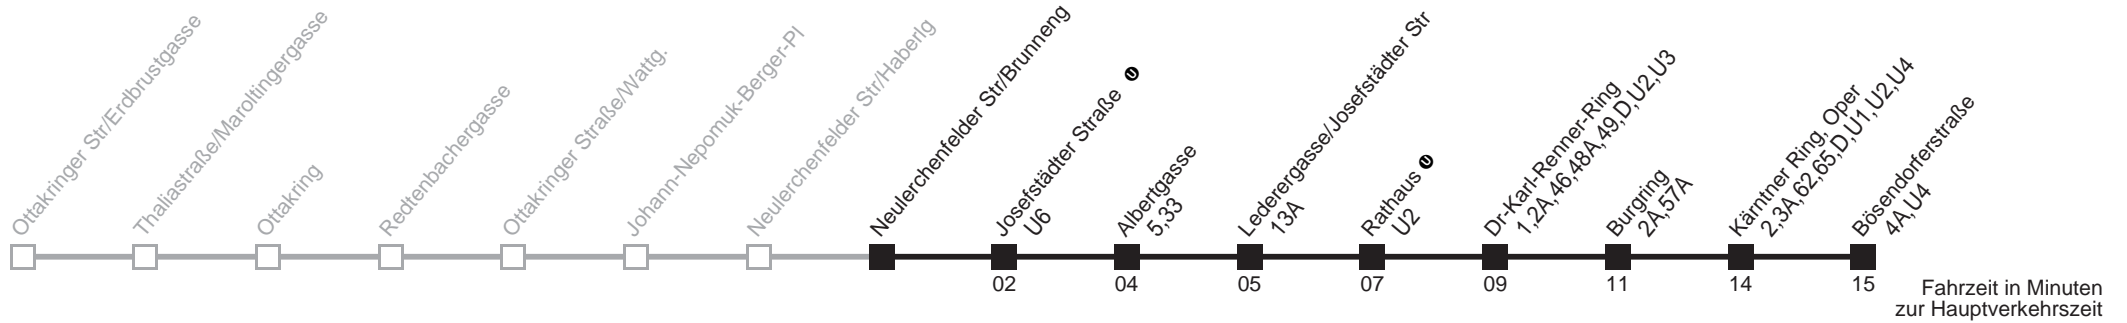 Ottakringer Str/Erdbrustgasse
Thaliastraße/Maroltingergasse
Ottakring
Redtenbachergasse
Ottakringer Straße/Wattg.
Johann-Nepomuk-Berger-Pl
Neulerchenfelder Str/Haberlg
Neulerchenfelder Str/Brunneng
Josefstädter Straße U
U6
Albertgasse
5,33
Lederergasse/Josefstädter Str
13A
Rathaus U
U2
Dr-Karl-Renner-Ring
1,2A,46,48A,49,D,U2,U3
Burgring
2A,57A
Kärntner Ring, Oper
2,3A,62,65,D,U1,U2,U4
Bösendorferstraße
4A,U4
02
04
05
07
09
11
14
15
Fahrzeit in Minuten
zur Hauptverkehrszeit